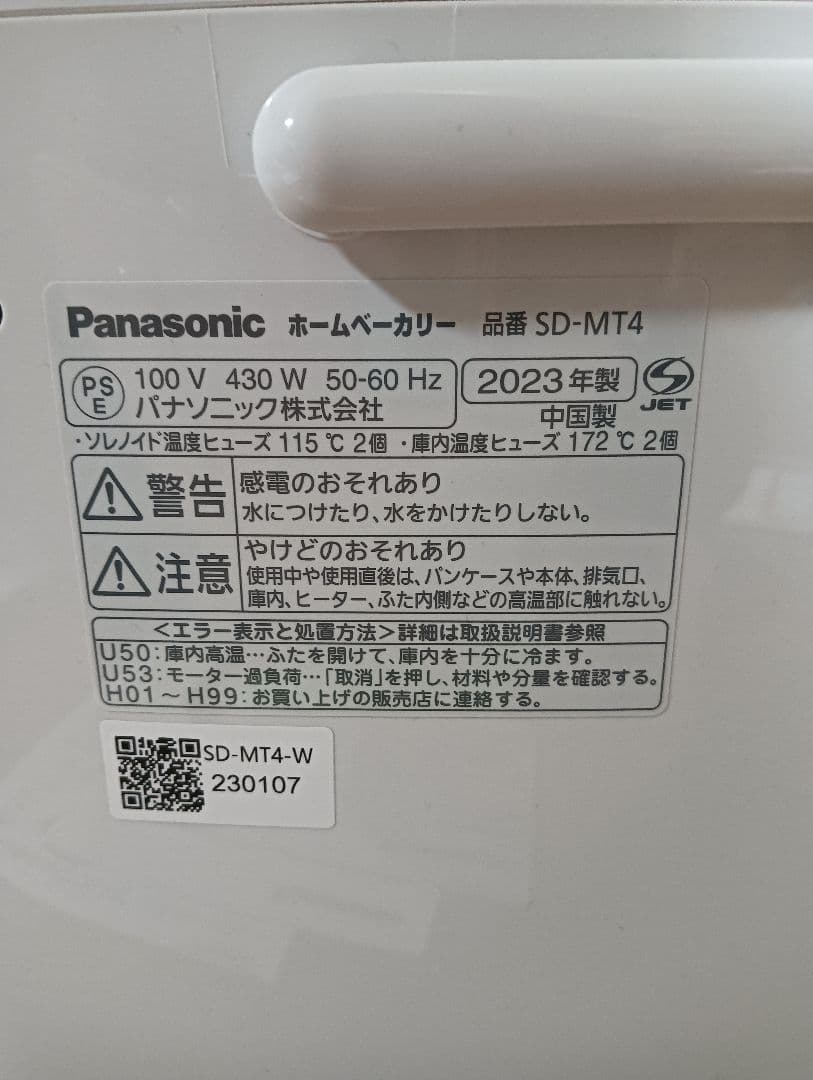 Panasonic ホームベーカリー 品番 SD-MT4
PS E 100 V 430 W 50-60 Hz 2023年製
パナソニック株式会社 中国製 JET
・ソレノイド温度ヒューズ 115 ℃ 2個 ・庫内温度ヒューズ 172 ℃ 2個
警告 感電のおそれあり
水につけたり、水をかけたりしない。
注意 やけどのおそれあり
使用中や使用直後は、パンケースや本体、排気口、
庫内、ヒーター、ふた内側などの高温部に触れない。
<エラー表示と処置方法>詳細は取扱説明書参照
U50:庫内高温…ふたを開けて、庫内を十分に冷ます。
U53:モーター過負荷…「取消」を押し、材料や分量を確認する。
H01～H99:お買い上げの販売店に連絡する。
SD-MT4-W
230107